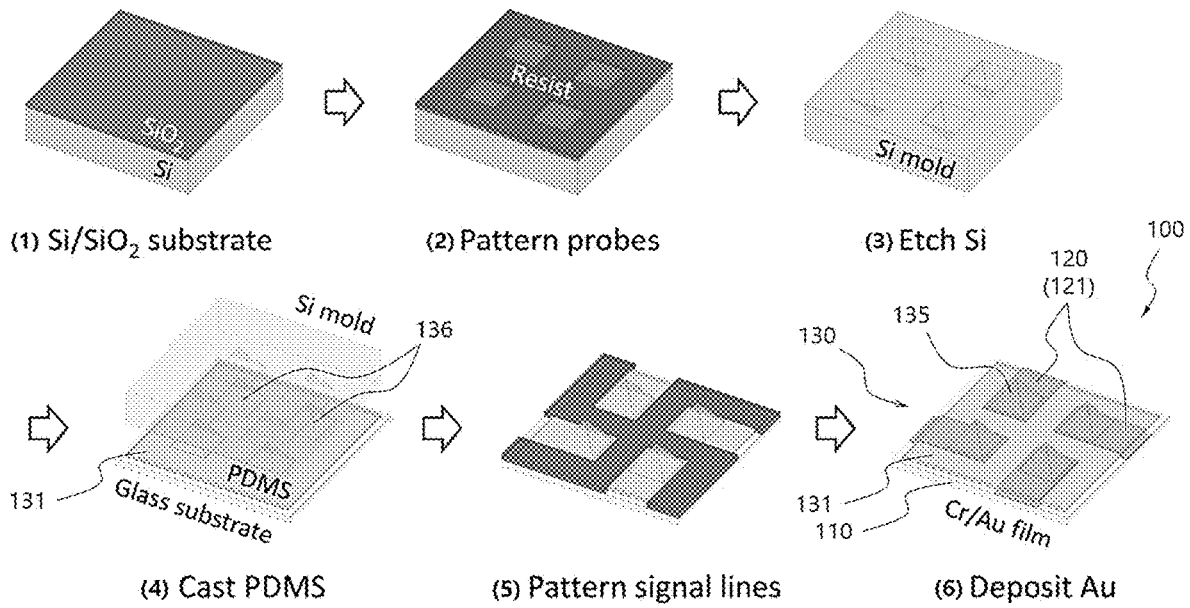 SiO2
Si
Resist
Si mold
(1) Si/SiO2 substrate
(2) Pattern probes
(3) Etch Si
100
120
(121)
135
130
Si mold
136
131
PDMS
Glass substrate
131
110
Cr/Au film
(4) Cast PDMS
(5) Pattern signal lines
(6) Deposit Au